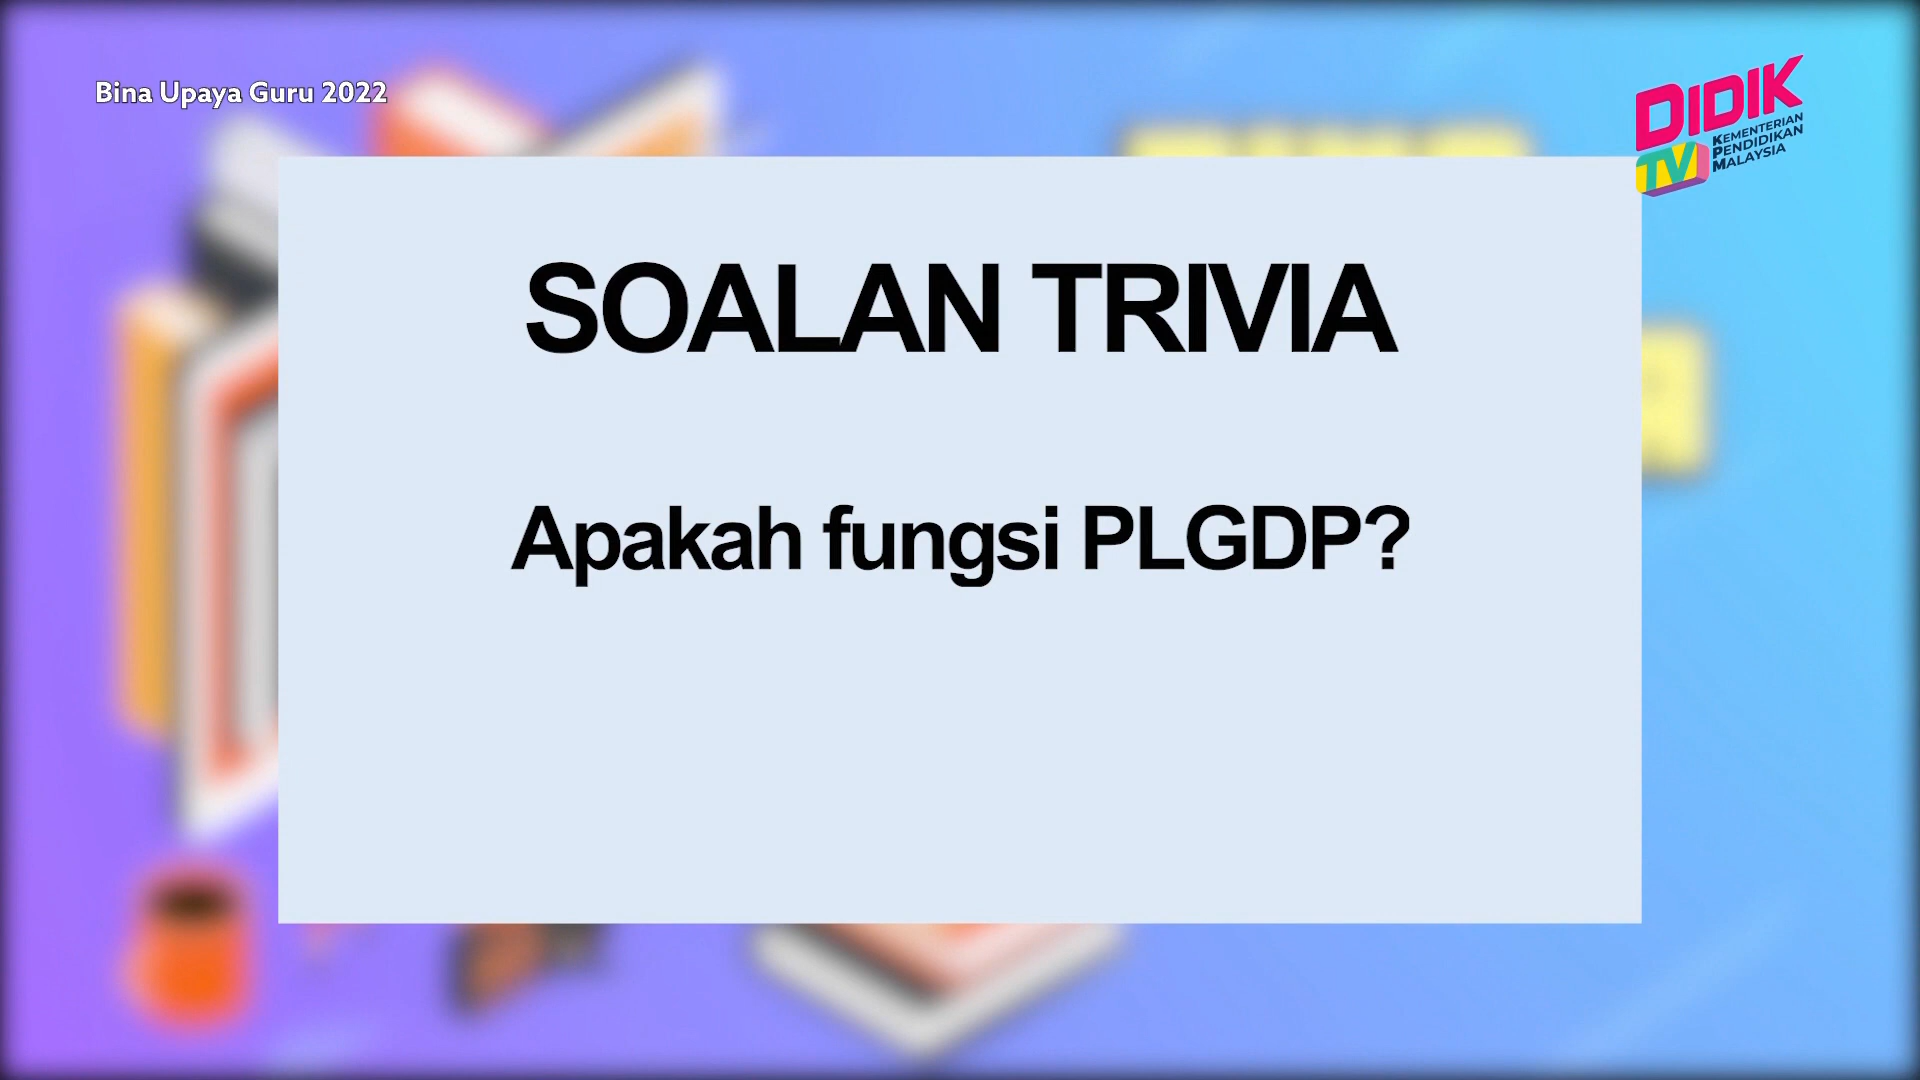 Bina Upaya Guru 2022
DIDIK
TV
KEMENTERIAN
PENDIDIKAN
MALAYSIA
SOALAN TRIVIA
Apakah fungsi PLGDP?